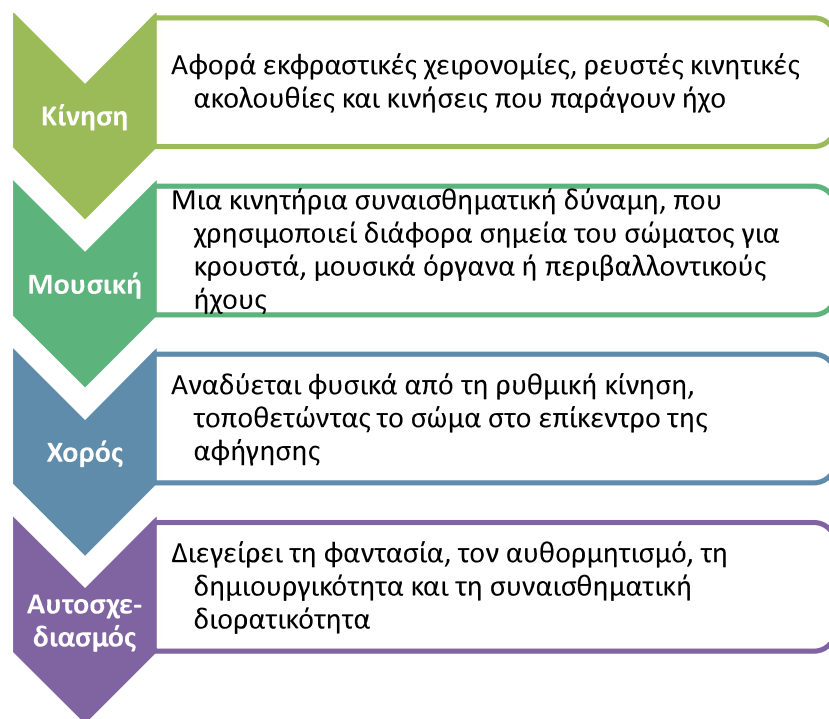 Κίνηση
Αφορά εκφραστικές χειρονομίες, ρευστές κινητικές
ακολουθίες και κινήσεις που παράγουν ήχο
Μουσική
Μια κινητήρια συναισθηματική δύναμη, που
χρησιμοποιεί διάφορα σημεία του σώματος για
κρουστά, μουσικά όργανα ή περιβαλλοντικούς
ήχους
Χορός
Αναδύεται φυσικά από τη ρυθμική κίνηση,
τοποθετώντας το σώμα στο επίκεντρο της
αφήγησης
Αυτοσχε-
διασμός
Διεγείρει τη φαντασία, τον αυθορμητισμό, τη
δημιουργικότητα και τη συναισθηματική
διορατικότητα